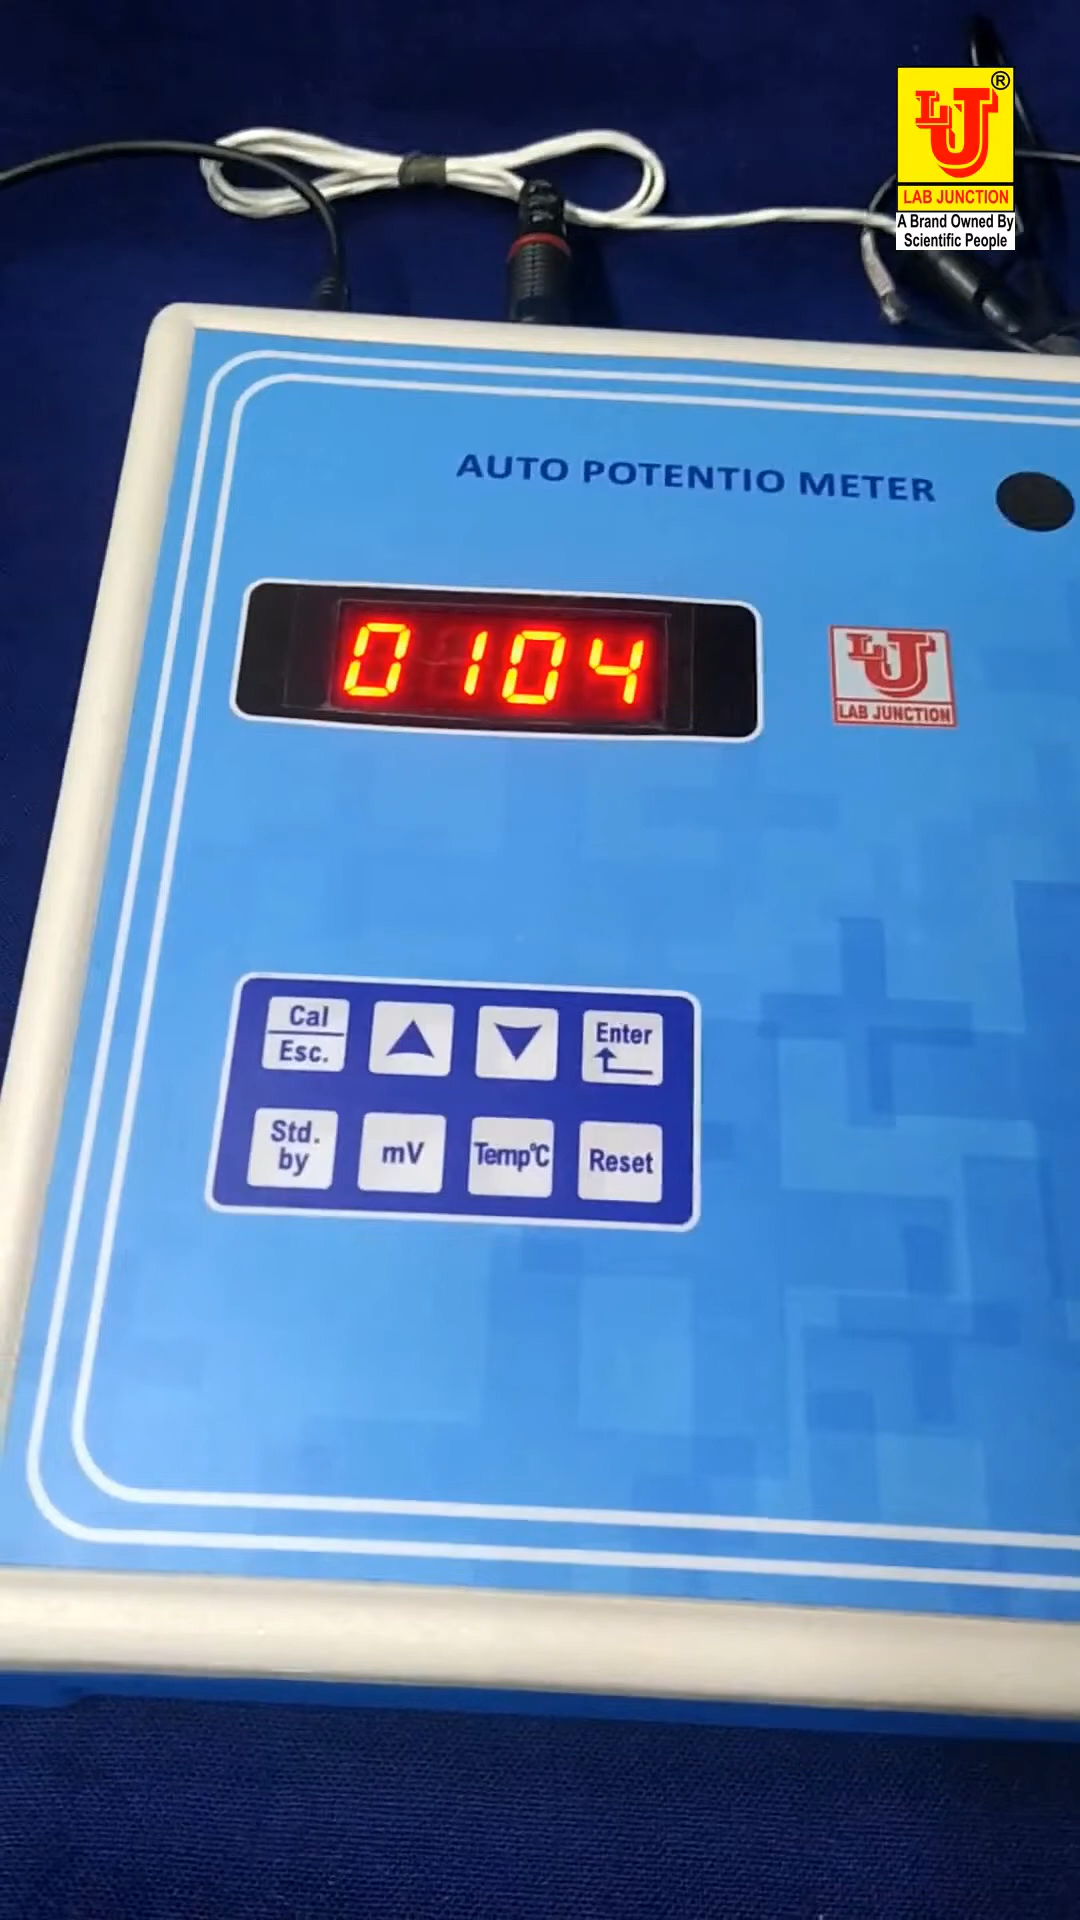 LJ®
LAB JUNCTION
A Brand Owned By
Scientific People
AUTO POTENTIO METER
0104
LJ
LAB JUNCTION
Cal
Esc.
Enter
Std.
by
mV
Temp°C
Reset